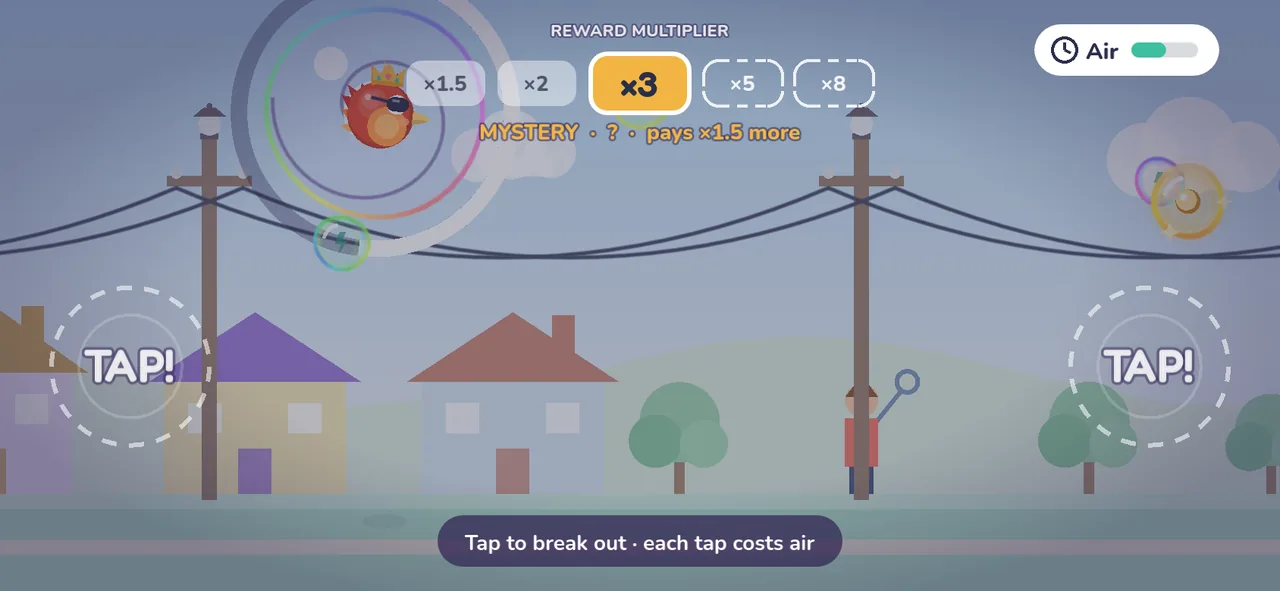 REWARD MULTIPLIER
×1.5 ×2 ×3 ×5 ×8
Air
MYSTERY · ? · pays ×1.5 more
TAP! TAP!
Tap to break out · each tap costs air